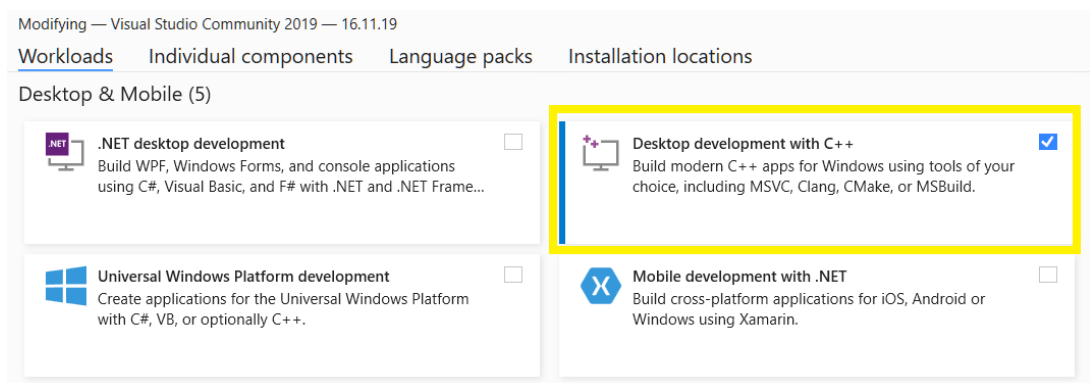 Modifying — Visual Studio Community 2019 — 16.11.19
Workloads Individual components Language packs Installation locations
Desktop & Mobile (5)
.NET
.NET desktop development
Build WPF, Windows Forms, and console applications
using C#, Visual Basic, and F# with .NET and .NET Frame...
Desktop development with C++
Build modern C++ apps for Windows using tools of your
choice, including MSVC, Clang, CMake, or MSBuild.
Universal Windows Platform development
Create applications for the Universal Windows Platform
with C#, VB, or optionally C++.
Mobile development with .NET
Build cross-platform applications for iOS, Android or
Windows using Xamarin.